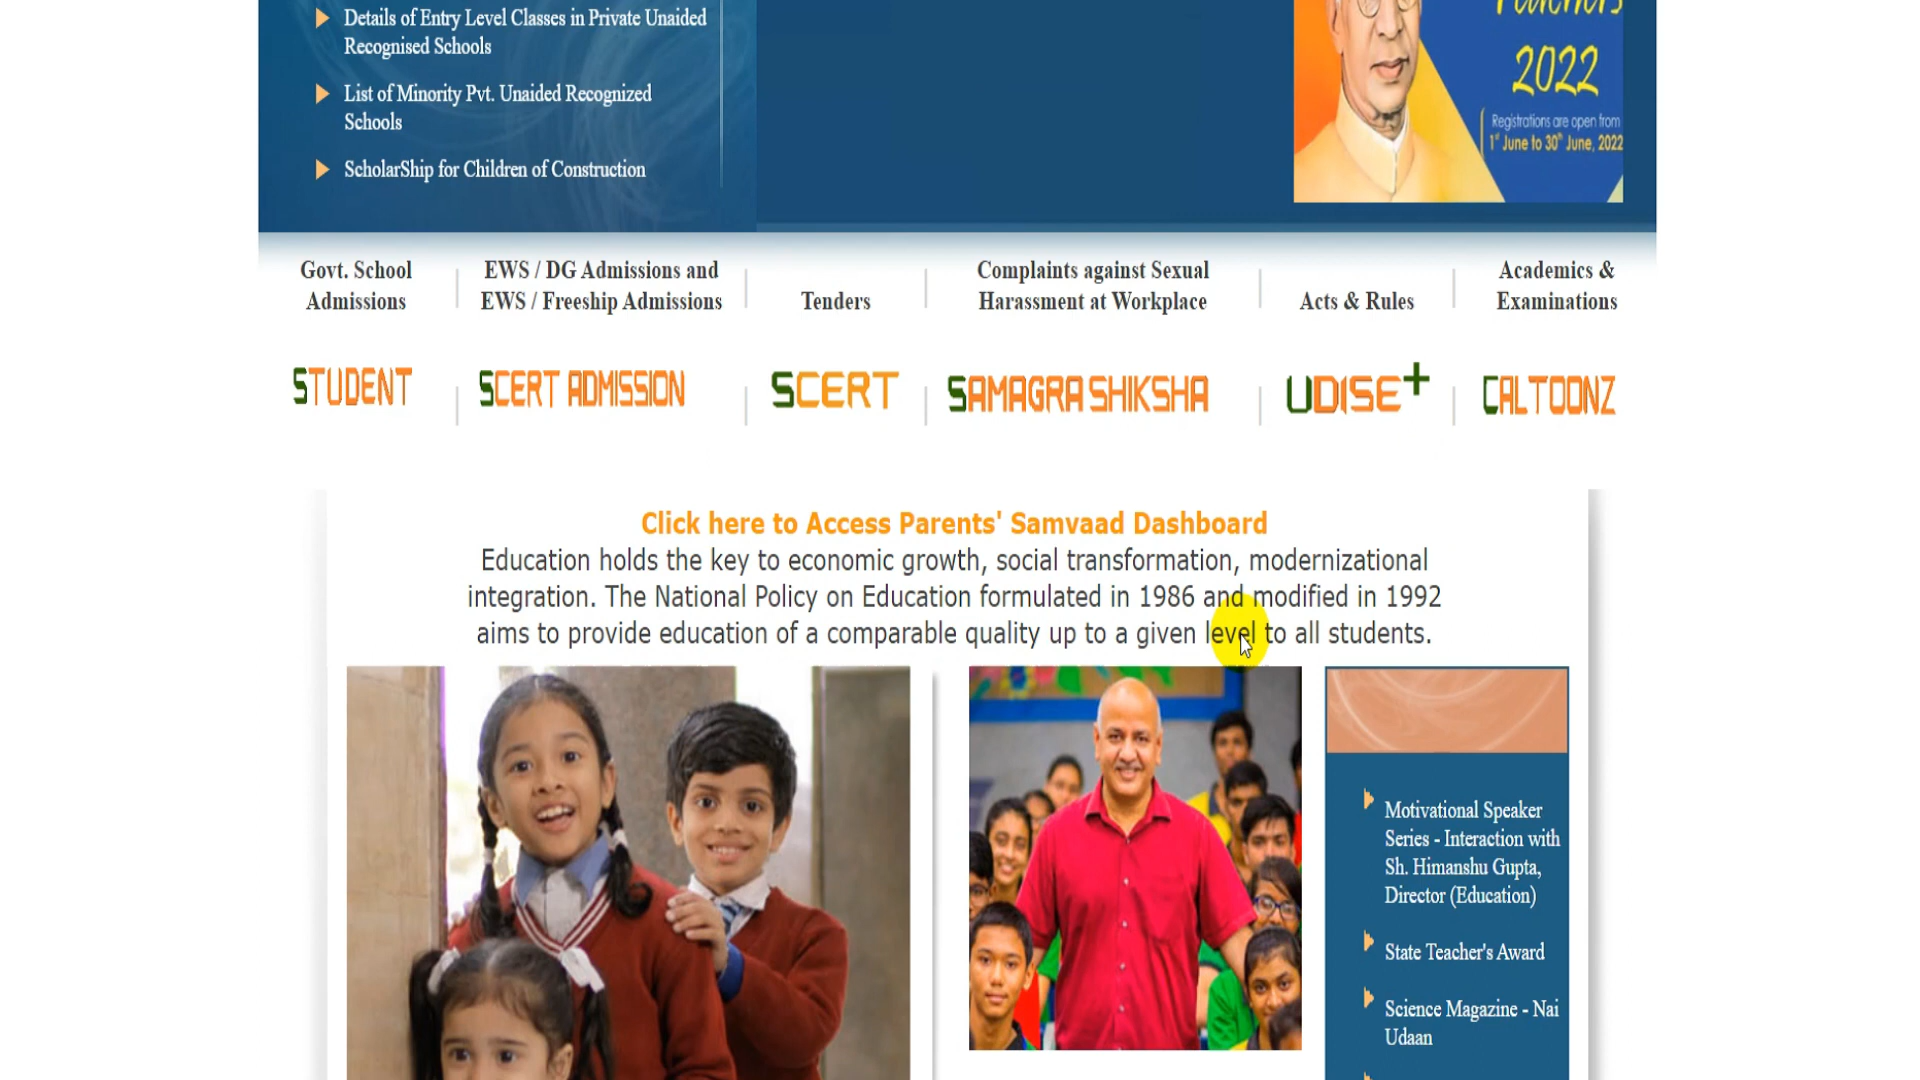 Details of Entry Level Classes in Private Unaided
Recognised Schools
List of Minority Pvt. Unaided Recognized
Schools
ScholarShip for Children of Construction
Teachers
2022
Registrations are open from
1st June to 30th June, 2022
Govt. School
Admissions
EWS / DG Admissions and
EWS / Freeship Admissions
Tenders
Complaints against Sexual
Harassment at Workplace
Acts & Rules
Academics &
Examinations
STUDENT
SCERT ADMISSION
SCERT
SAMAGRA SHIKSHA
UDISE+
CALTOONZ
Click here to Access Parents' Samvaad Dashboard
Education holds the key to economic growth, social transformation, modernizational
integration. The National Policy on Education formulated in 1986 and modified in 1992
aims to provide education of a comparable quality up to a given level to all students.
Motivational Speaker
Series - Interaction with
Sh. Himanshu Gupta,
Director (Education)
State Teacher's Award
Science Magazine - Nai
Udaan